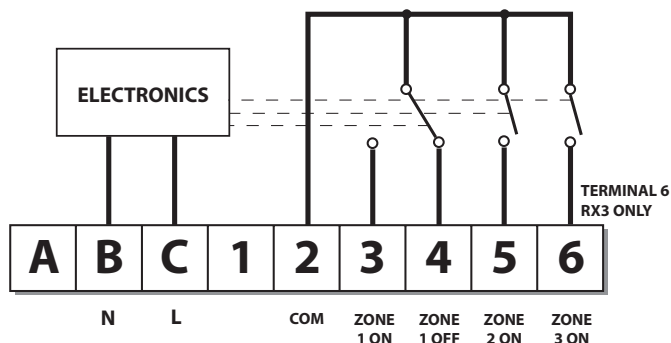 ELECTRONICS
TERMINAL 6
RX3 ONLY
A B C 1 2 3 4 5 6
N L COM ZONE ZONE ZONE ZONE
1 ON 1 OFF 2 ON 3 ON